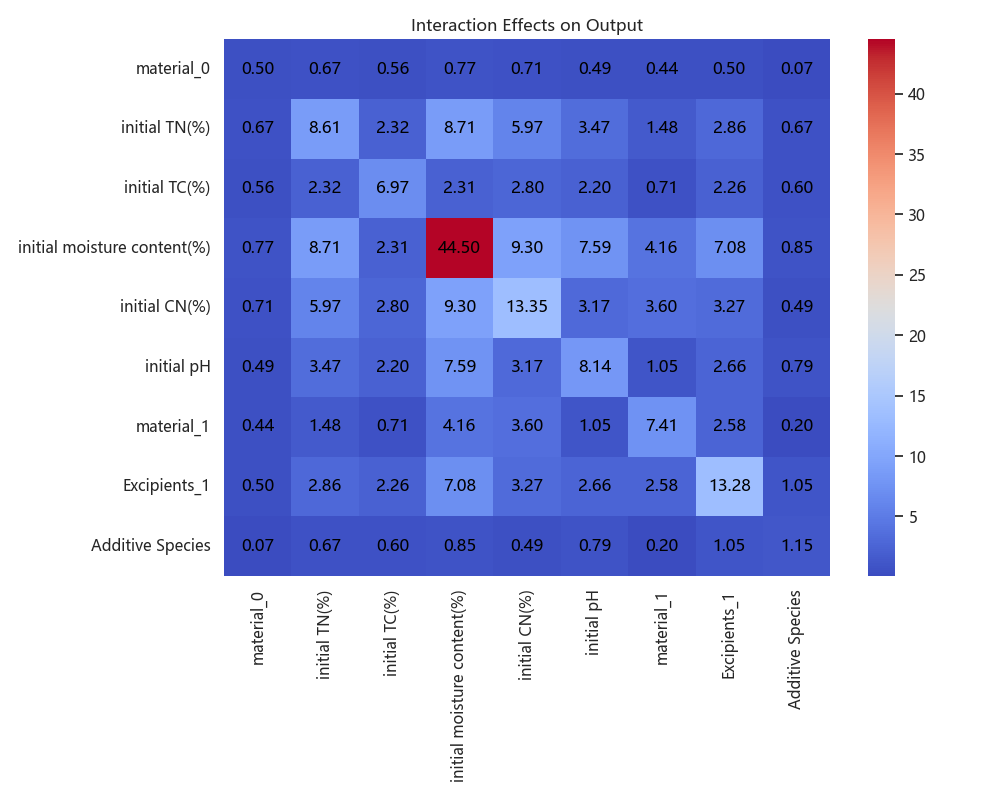 Interaction Effects on Output
material_0 0.50 0.67 0.56 0.77 0.71 0.49 0.44 0.50 0.07
initial TN(%) 0.67 8.61 2.32 8.71 5.97 3.47 1.48 2.86 0.67
initial TC(%) 0.56 2.32 6.97 2.31 2.80 2.20 0.71 2.26 0.60
initial moisture content(%) 0.77 8.71 2.31 44.50 9.30 7.59 4.16 7.08 0.85
initial CN(%) 0.71 5.97 2.80 9.30 13.35 3.17 3.60 3.27 0.49
initial pH 0.49 3.47 2.20 7.59 3.17 8.14 1.05 2.66 0.79
material_1 0.44 1.48 0.71 4.16 3.60 1.05 7.41 2.58 0.20
Excipients_1 0.50 2.86 2.26 7.08 3.27 2.66 2.58 13.28 1.05
Additive Species 0.07 0.67 0.60 0.85 0.49 0.79 0.20 1.05 1.15
material_0
initial TN(%)
initial TC(%)
initial moisture content(%)
initial CN(%)
initial pH
material_1
Excipients_1
Additive Species
40
35
30
25
20
15
10
5